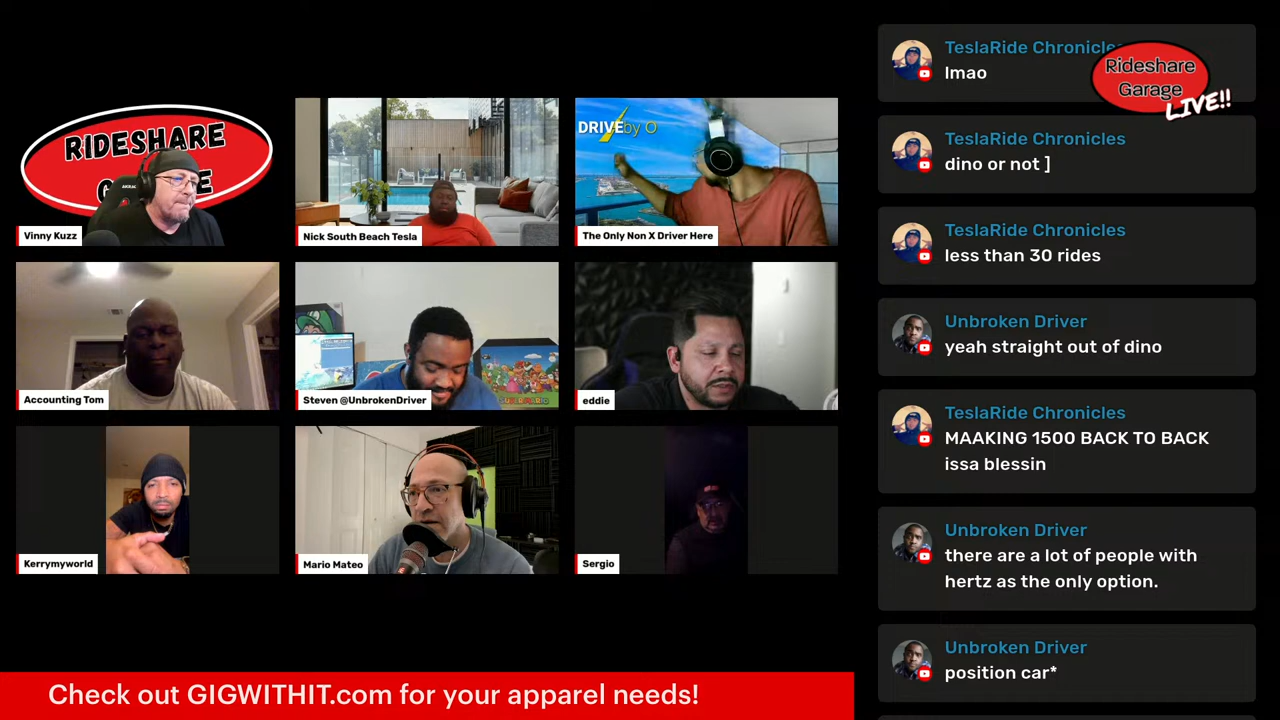 RIDESHARE
Vinny Kuzz
Nick South Beach Tesla
DRIVEby O
The Only Non X Driver Here
Accounting Tom
Steven @UnbrokenDriver
eddie
Kerrymyworld
Mario Mateo
Sergio
TeslaRide Chronicles
lmao
Rideshare
Garage
LIVE!!
TeslaRide Chronicles
dino or not ]
TeslaRide Chronicles
less than 30 rides
Unbroken Driver
yeah straight out of dino
TeslaRide Chronicles
MAAKING 1500 BACK TO BACK
issa blessin
Unbroken Driver
there are a lot of people with
hertz as the only option.
Unbroken Driver
position car*
Check out GIGWITHIT.com for your apparel needs!